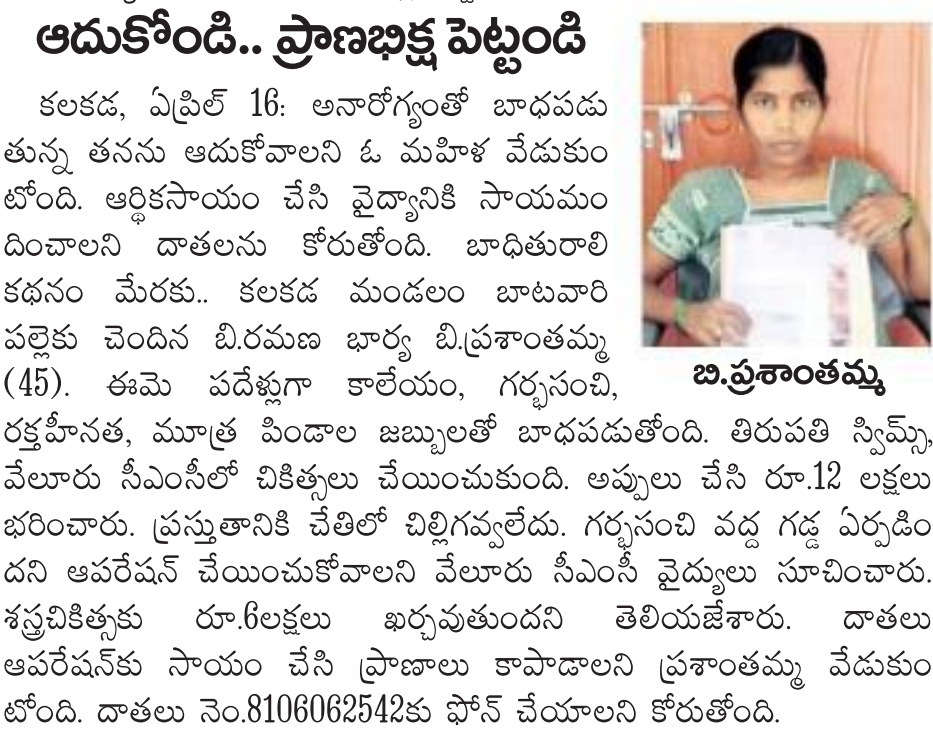 ఆదుకోండి.. ప్రాణభిక్ష పెట్టండి
కలకడ, ఏప్రిల్ 16: అనారోగ్యంతో బాధపడు
తున్న తనను ఆదుకోవాలని ఓ మహిళ వేడుకుం
టోంది. ఆర్థికసాయం చేసి వైద్యానికి సాయమం
దించాలని దాతలను కోరుతోంది. బాధితురాలి
కథనం మేరకు.. కలకడ మండలం బాటవారి
పల్లెకు చెందిన బి.రమణ భార్య బి.ప్రశాంతమ్మ
(45). ఈమె పదేళ్లుగా కాలేయం, గర్భసంచి,
రక్తహీనత, మూత్ర పిండాల జబ్బులతో బాధపడుతోంది. తిరుపతి స్విమ్స్,
వేలూరు సీఎంసీలో చికిత్సలు చేయించుకుంది. అప్పులు చేసి రూ.12 లక్షలు
భరించారు. ప్రస్తుతానికి చేతిలో చిల్లిగవ్వలేదు. గర్భసంచి వద్ద గడ్డ ఏర్పడిం
దని ఆపరేషన్ చేయించుకోవాలని వేలూరు సీఎంసీ వైద్యులు సూచించారు.
శస్త్రచికిత్సకు రూ.6లక్షలు ఖర్చవుతుందని తెలియజేశారు. దాతలు
ఆపరేషన్‌కు సాయం చేసి ప్రాణాలు కాపాడాలని ప్రశాంతమ్మ వేడుకుం
టోంది. దాతలు నెం.8106062542కు ఫోన్ చేయాలని కోరుతోంది.
బి.ప్రశాంతమ్మ